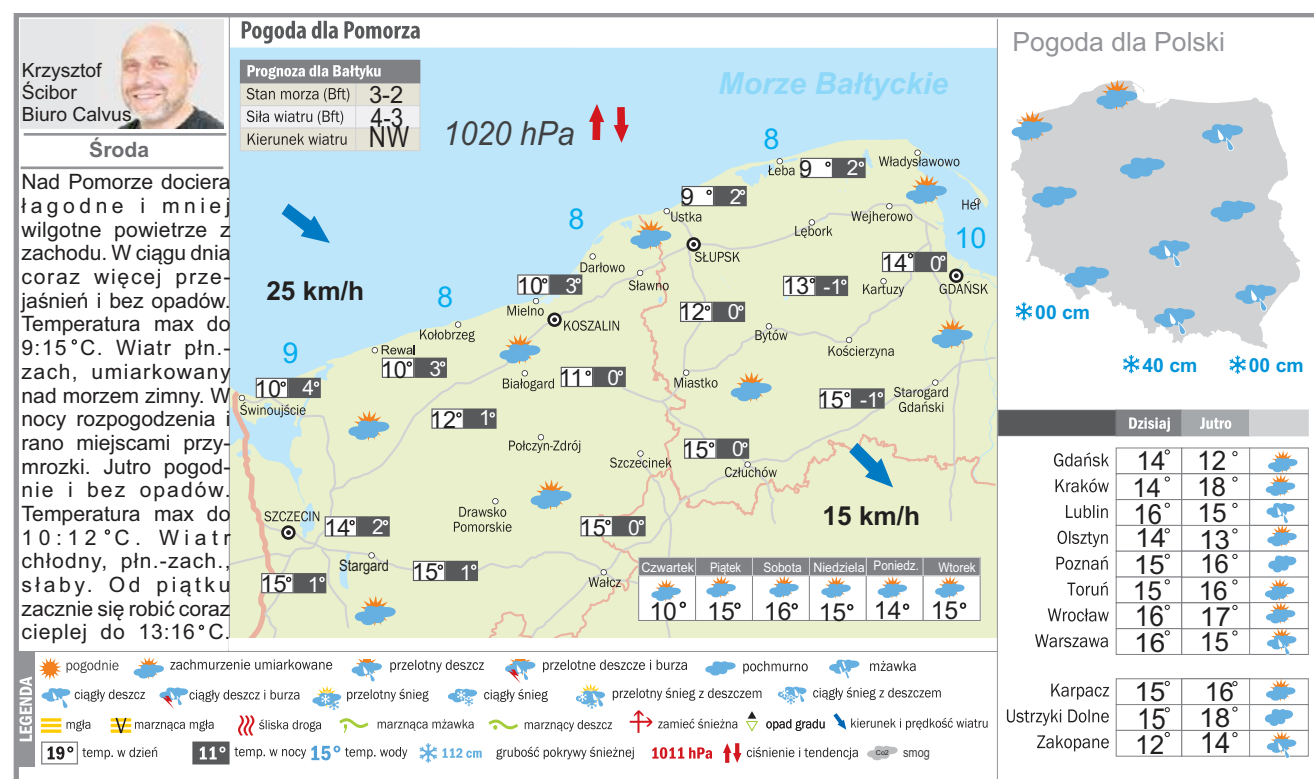 Krzysztof
Ścibor
Biuro Calvus
Środa
Nad Pomorze dociera
łagodne i mniej
wilgotne powietrze z
zachodu. W ciągu dnia
coraz więcej prze-
jaśnień i bez opadów.
Temperatura max do
9:15°C. Wiatr płn.-
zach, umiarkowany
nad morzem zimny. W
nocy rozpogodzenia i
rano miejscami przy-
mrozki. Jutro pogod-
nie i bez opadów.
Temperatura max do
10:12°C. Wiatr
chłodny, płn.-zach.,
słaby. Od piątku
zacznie się robić coraz
cieplej do 13:16°C.
Pogoda dla Pomorza
Prognoza dla Bałtyku
Stan morza (Bft) 3-2
Siła wiatru (Bft) 4-3
Kierunek wiatru NW
1020 hPa
Morze Bałtyckie
8
Łeba 9° 2°
Władysławowo
9° 2°
Ustka
Hel
Wejherowo
Lębork
8
10
SŁUPSK
14° 0°
GDAŃSK
Darłowo
Sławno
10° 3°
13° -1°
Kartuzy
25 km/h
8
Mielno
KOSZALIN
12° 0°
Bytów
Kołobrzeg
Kościerzyna
9
Rewal
10° 3°
Białogard
11° 0°
Miastko
10° 4°
Świnoujście
15° -1°
Starogard
Gdański
12° 1°
Połczyn-Zdrój
15° 0°
Szczecinek
Człuchów
15 km/h
Drawsko
Pomorskie
SZCZECIN
14° 2°
15° 0°
Stargard
15° 1°
15° 1°
Wałcz
Czwartek Piątek Sobota Niedziela Poniedz. Wtorek
10° 15° 16° 15° 14° 15°
Pogoda dla Polski
00 cm
40 cm 00 cm
Dzisiaj Jutro
Gdańsk 14° 12°
Kraków 14° 18°
Lublin 16° 15°
Olsztyn 14° 13°
Poznań 15° 16°
Toruń 15° 16°
Wrocław 16° 17°
Warszawa 16° 15°
Karpacz 15° 16°
Ustrzyki Dolne 15° 18°
Zakopane 12° 14°
LEGENDA
pogodnie zachmurzenie umiarkowane przelotny deszcz przelotne deszcze i burza pochmurno mżawka
ciągły deszcz ciągły deszcz i burza przelotny śnieg ciągły śnieg przelotny śnieg z deszczem ciągły śnieg z deszczem
mgła marznąca mgła śliska droga marznąca mżawka marznący deszcz zamieć śnieżna opad gradu kierunek i prędkość wiatru
19° temp. w dzień 11° temp. w nocy 15° temp. wody 112 cm grubość pokrywy śnieżnej 1011 hPa ciśnienie i tendencja Co2 smog